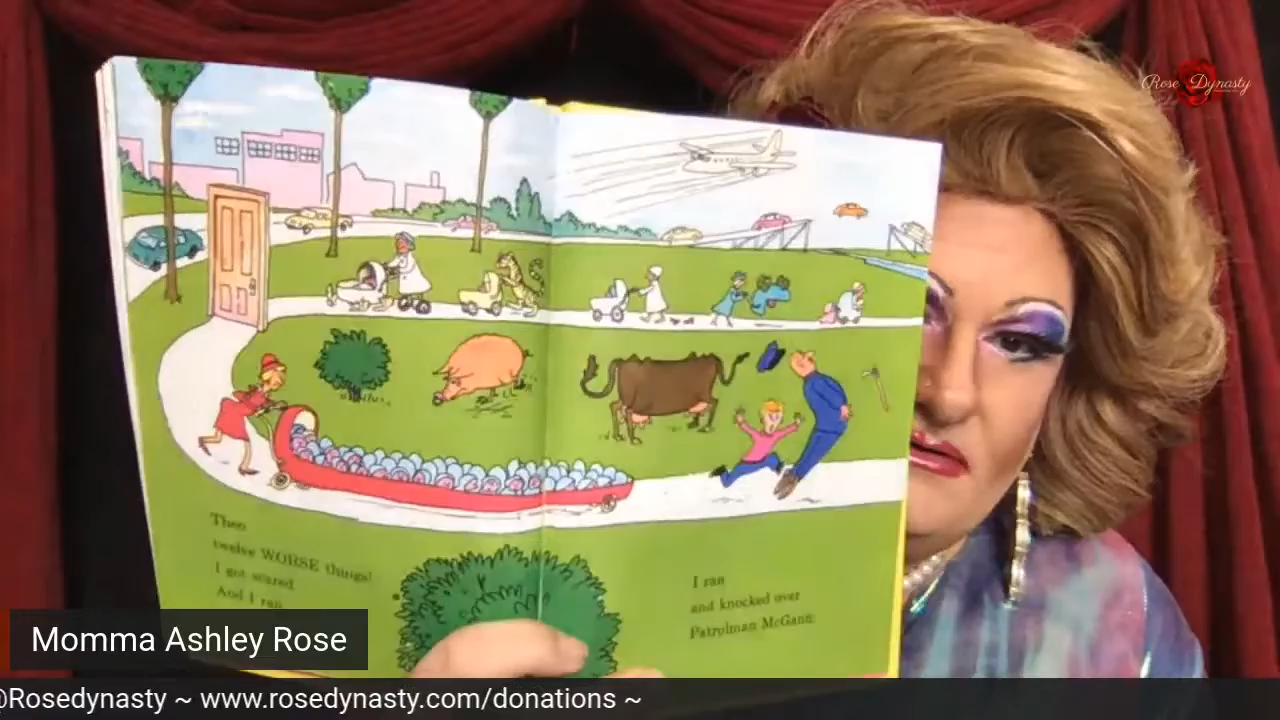 Rose Dynasty
Then
twelve WORSE things!
I got scared.
And I ran.
I ran
and knocked over
Patrolman McGann.
Momma Ashley Rose
@Rosedynasty ~ www.rosedynasty.com/donations ~